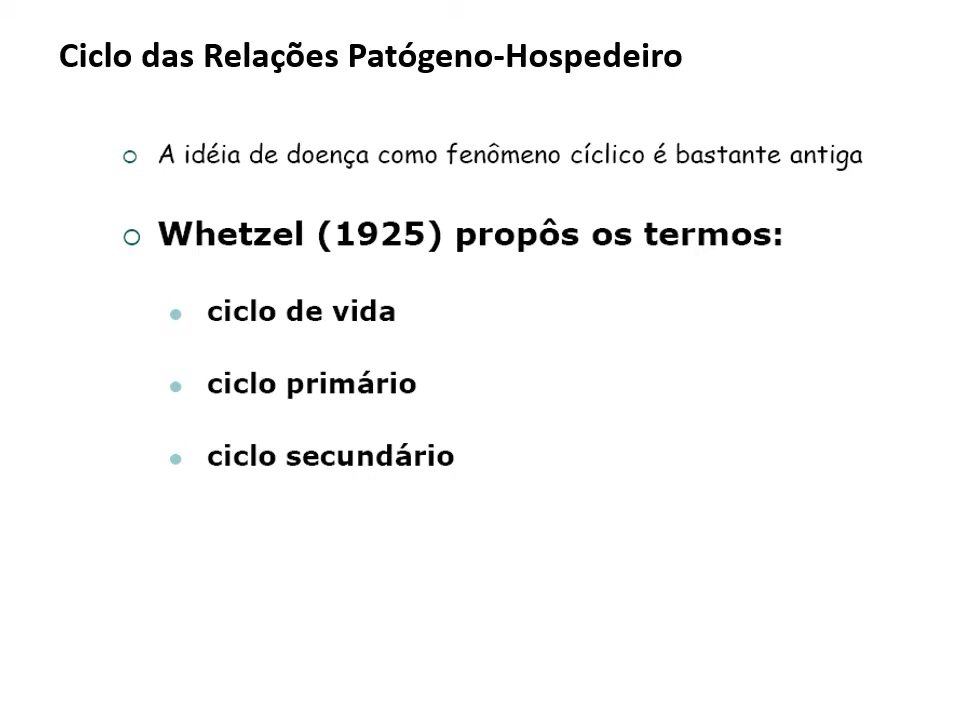 Ciclo das Relações Patógeno-Hospedeiro
A idéia de doença como fenômeno cíclico é bastante antiga
Whetzel (1925) propôs os termos:
ciclo de vida
ciclo primário
ciclo secundário